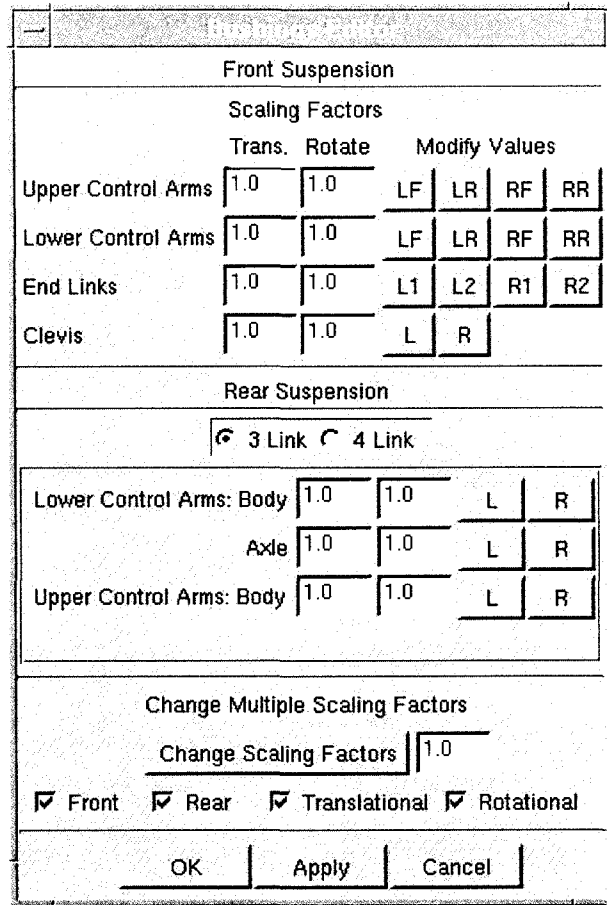 Front Suspension
Scaling Factors
Trans. Rotate Modify Values
Upper Control Arms 1.0 1.0 LF LR RF RR
Lower Control Arms 1.0 1.0 LF LR RF RR
End Links 1.0 1.0 L1 L2 R1 R2
Clevis 1.0 1.0 L R
Rear Suspension
3 Link 4 Link
Lower Control Arms: Body 1.0 1.0 L R
Axle 1.0 1.0 L R
Upper Control Arms: Body 1.0 1.0 L R
Change Multiple Scaling Factors
Change Scaling Factors 1.0
Front Rear Translational Rotational
OK Apply Cancel